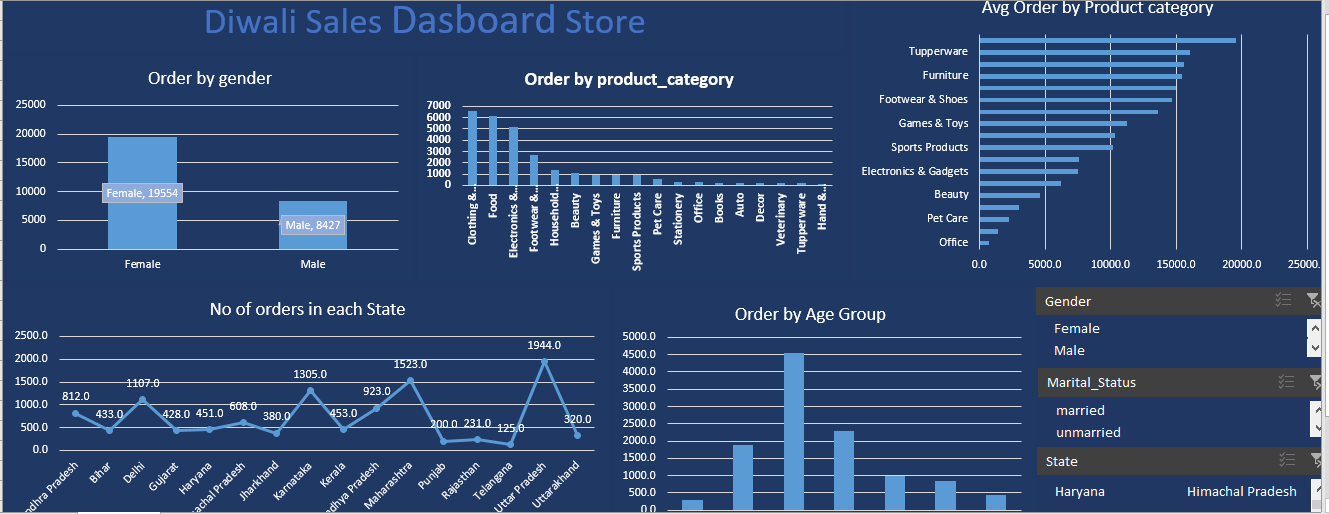 Diwali Sales Dasboard Store
Order by gender
25000
20000
15000
10000
5000
0
Female, 19554
Male, 8427
Female
Male
Order by product_category
7000
6000
5000
4000
3000
2000
1000
0
Clothing &...
Food
Electronics &...
Footwear &...
Household...
Beauty
Games & Toys
Furniture
Sports Products
Pet Care
Stationery
Office
Books
Auto
Decor
Veterinary
Tupperware
Hand &...
Avg Order by Product category
Tupperware
Furniture
Footwear & Shoes
Games & Toys
Sports Products
Electronics & Gadgets
Beauty
Pet Care
Office
0.0
5000.0
10000.0
15000.0
20000.0
25000.
No of orders in each State
2500.0
2000.0
1500.0
1000.0
500.0
0.0
812.0
433.0
1107.0
428.0
451.0
608.0
380.0
1305.0
453.0
923.0
1523.0
200.0
231.0
125.0
1944.0
320.0
ndhra Pradesh
Bihar
Delhi
Gujarat
Haryana
nachal Pradesh
Jharkhand
Karnataka
Kerala
adhya Pradesh
Maharashtra
Punjab
Rajasthan
Telangana
Uttar Pradesh
Uttarakhand
Order by Age Group
5000.0
4500.0
4000.0
3500.0
3000.0
2500.0
2000.0
1500.0
1000.0
500.0
0.0
Gender
Female
Male
Marital_Status
married
unmarried
State
Haryana
Himachal Pradesh